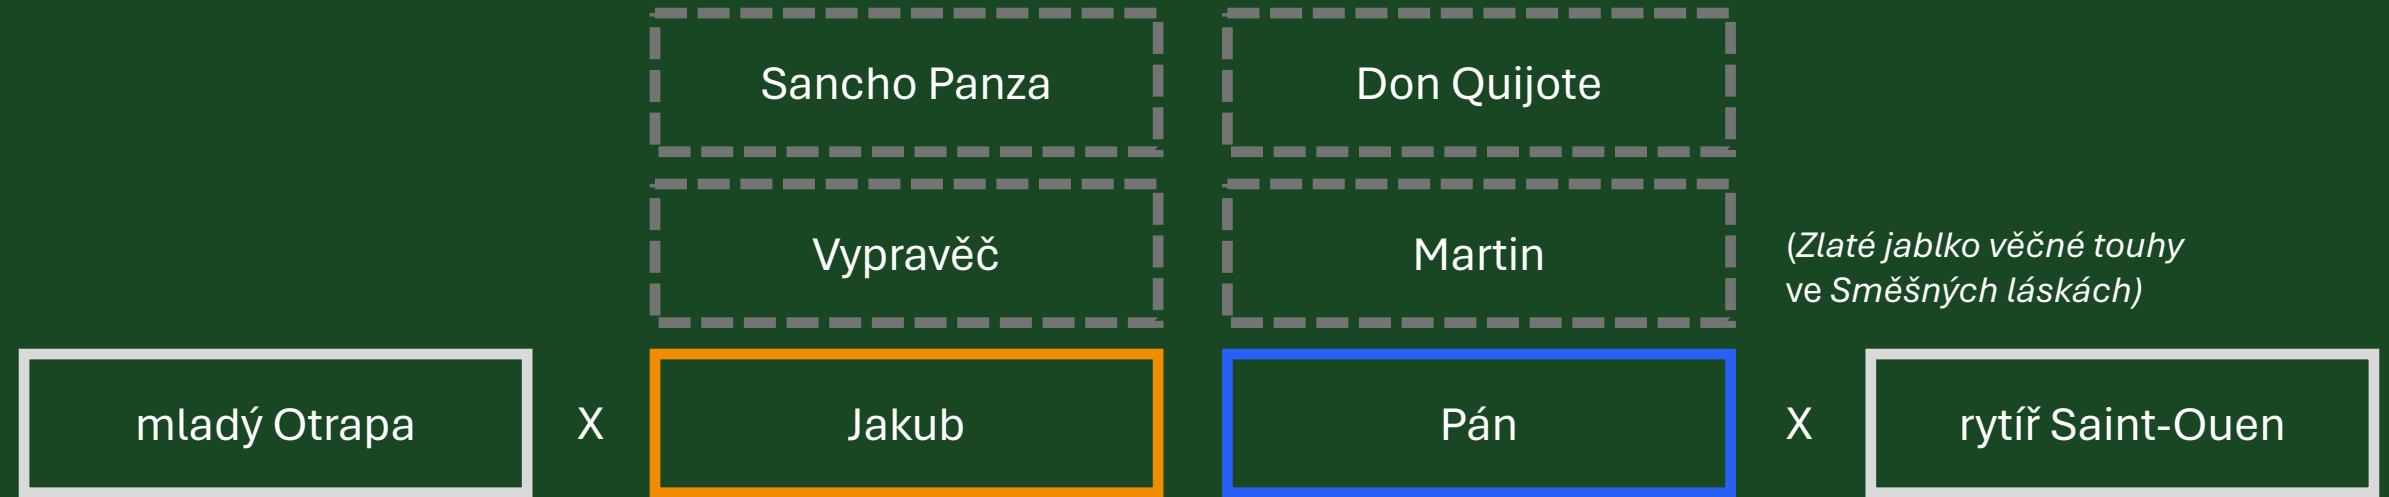 Sancho Panza
Don Quijote
Vypravěč
Martin
(Zlaté jablko věčné touhy
ve Směšných láskách)
mladý Otrapa
X
Jakub
Pán
X
rytíř Saint-Ouen